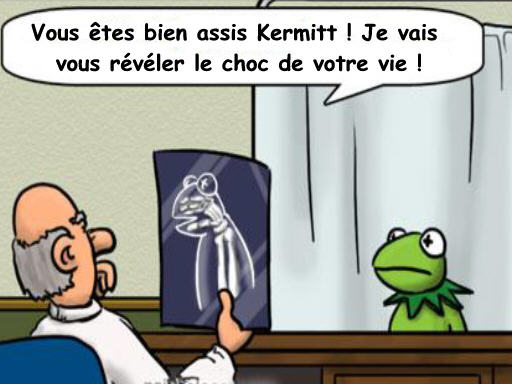 Vous êtes bien assis Kermitt ! Je vais
vous révéler le choc de votre vie !